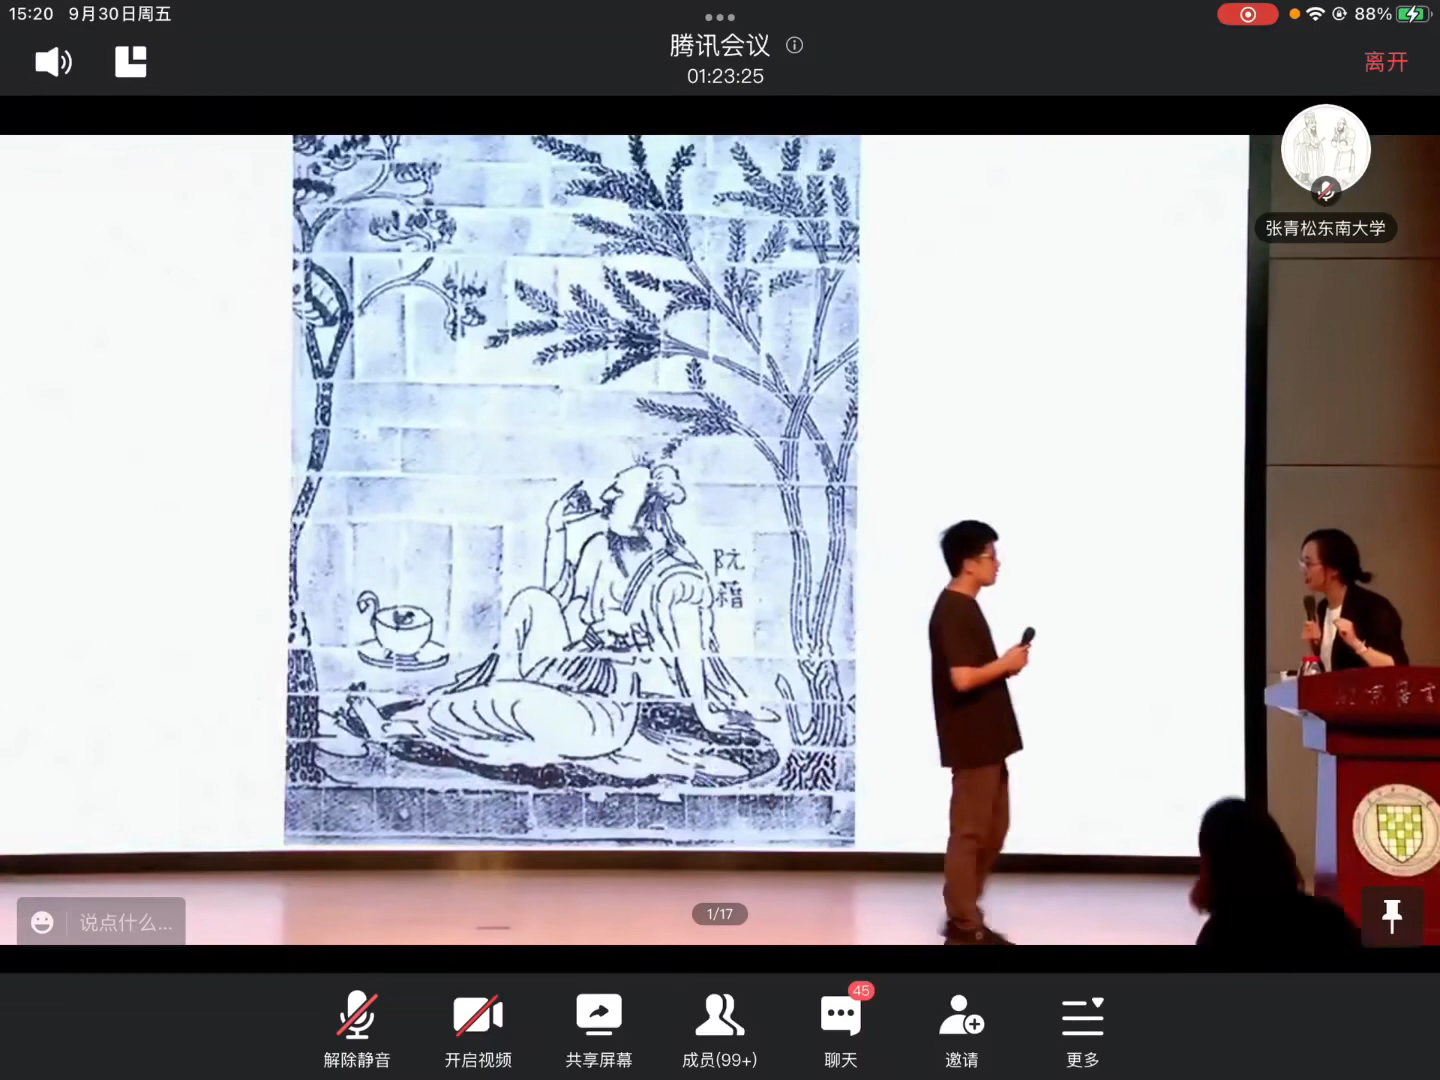 15:20 9月30日周五
88%
腾讯会议
01:23:25
离开
张青松东南大学
阮
籍
说点什么...
1/17
45
解除静音
开启视频
共享屏幕
成员(99+)
聊天
邀请
更多